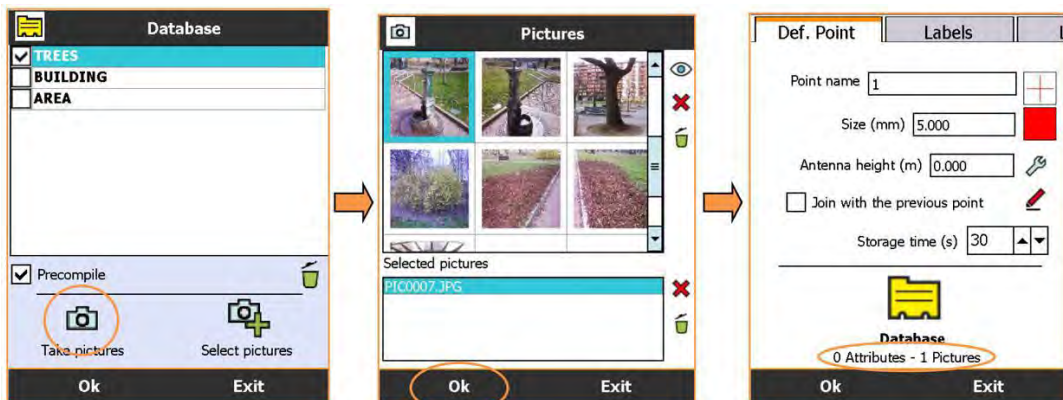 Database
TREES
BUILDING
AREA
Precompile
Take pictures
Select pictures
Ok
Exit
Pictures
Selected pictures
PIC0007.JPG
Ok
Exit
Def. Point
Labels
Point name
1
Size (mm)
5.000
Antenna height (m)
0.000
Join with the previous point
Storage time (s)
30
Database
0 Attributes - 1 Pictures
Ok
Exit